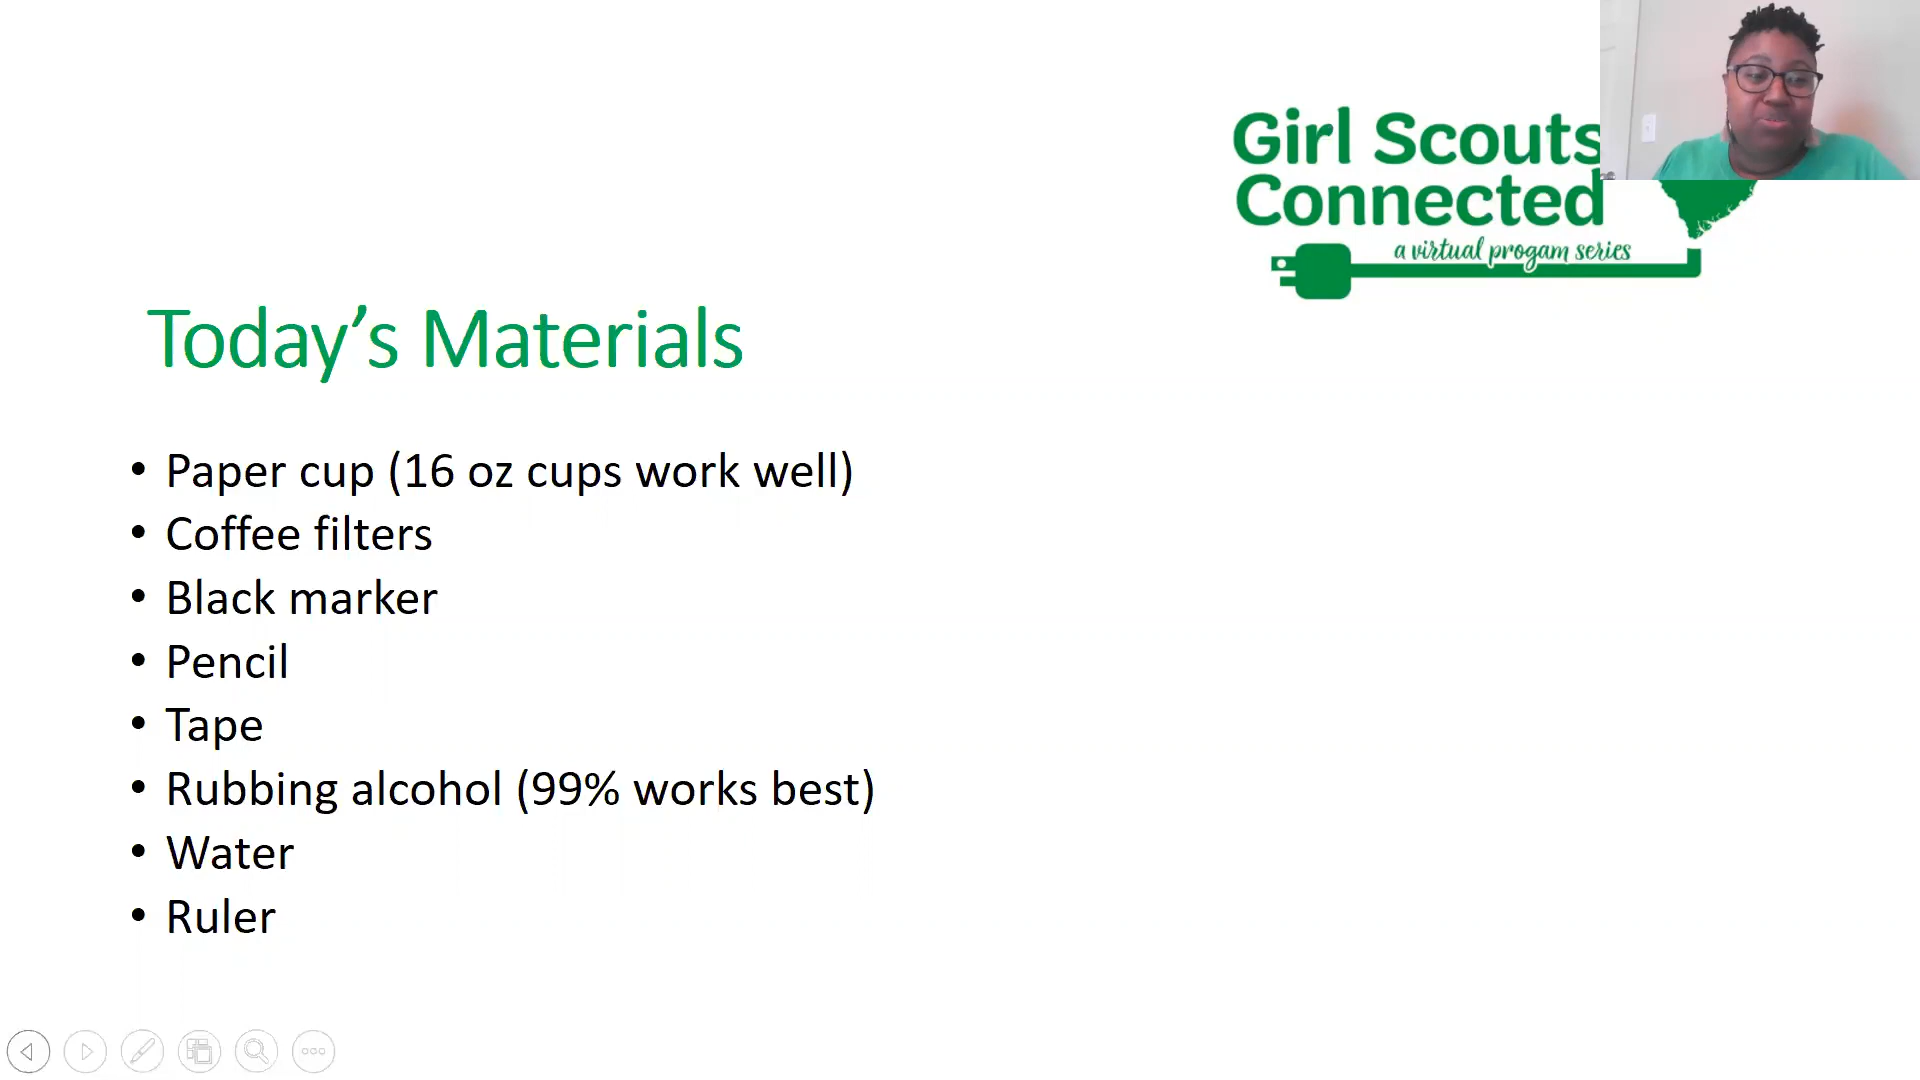 Girl Scouts
Connected
a virtual progam series
Today’s Materials
• Paper cup (16 oz cups work well)
• Coffee filters
• Black marker
• Pencil
• Tape
• Rubbing alcohol (99% works best)
• Water
• Ruler